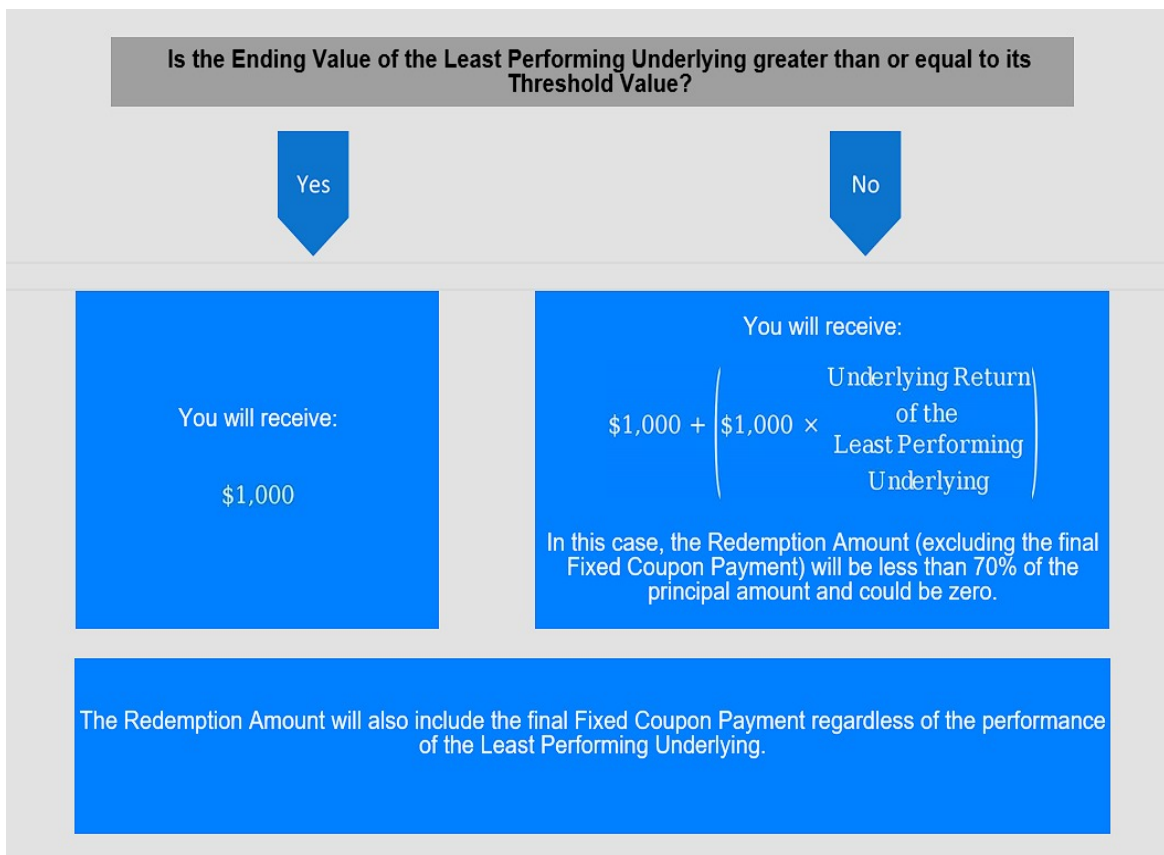 Is the Ending Value of the Least Performing Underlying greater than or equal to its
Threshold Value?
Yes
No
You will receive:
$1,000
You will receive:
$1,000 + ($1,000 × Underlying Return
of the
Least Performing
Underlying)
In this case, the Redemption Amount (excluding the final
Fixed Coupon Payment) will be less than 70% of the
principal amount and could be zero.
The Redemption Amount will also include the final Fixed Coupon Payment regardless of the performance
of the Least Performing Underlying.